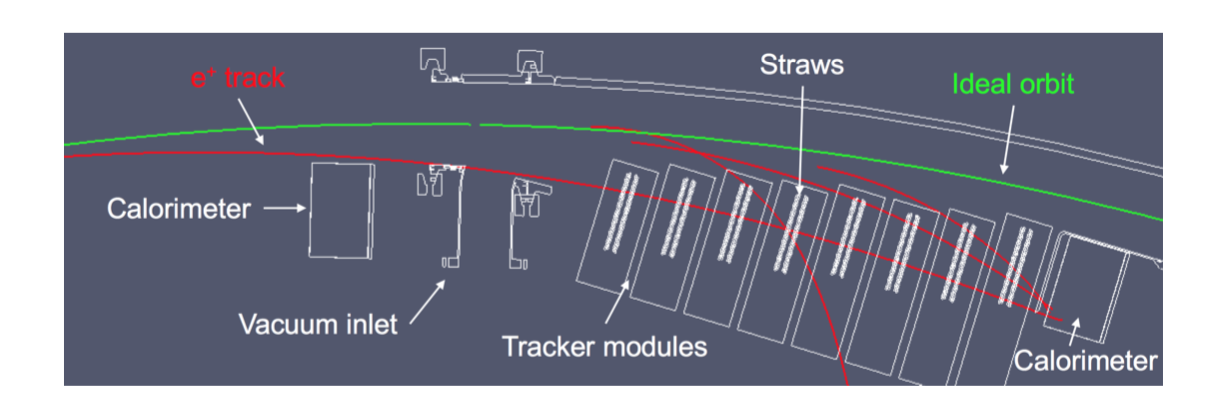 e⁺ track
Straws
Ideal orbit
Calorimeter
Vacuum inlet
Tracker modules
Calorimeter